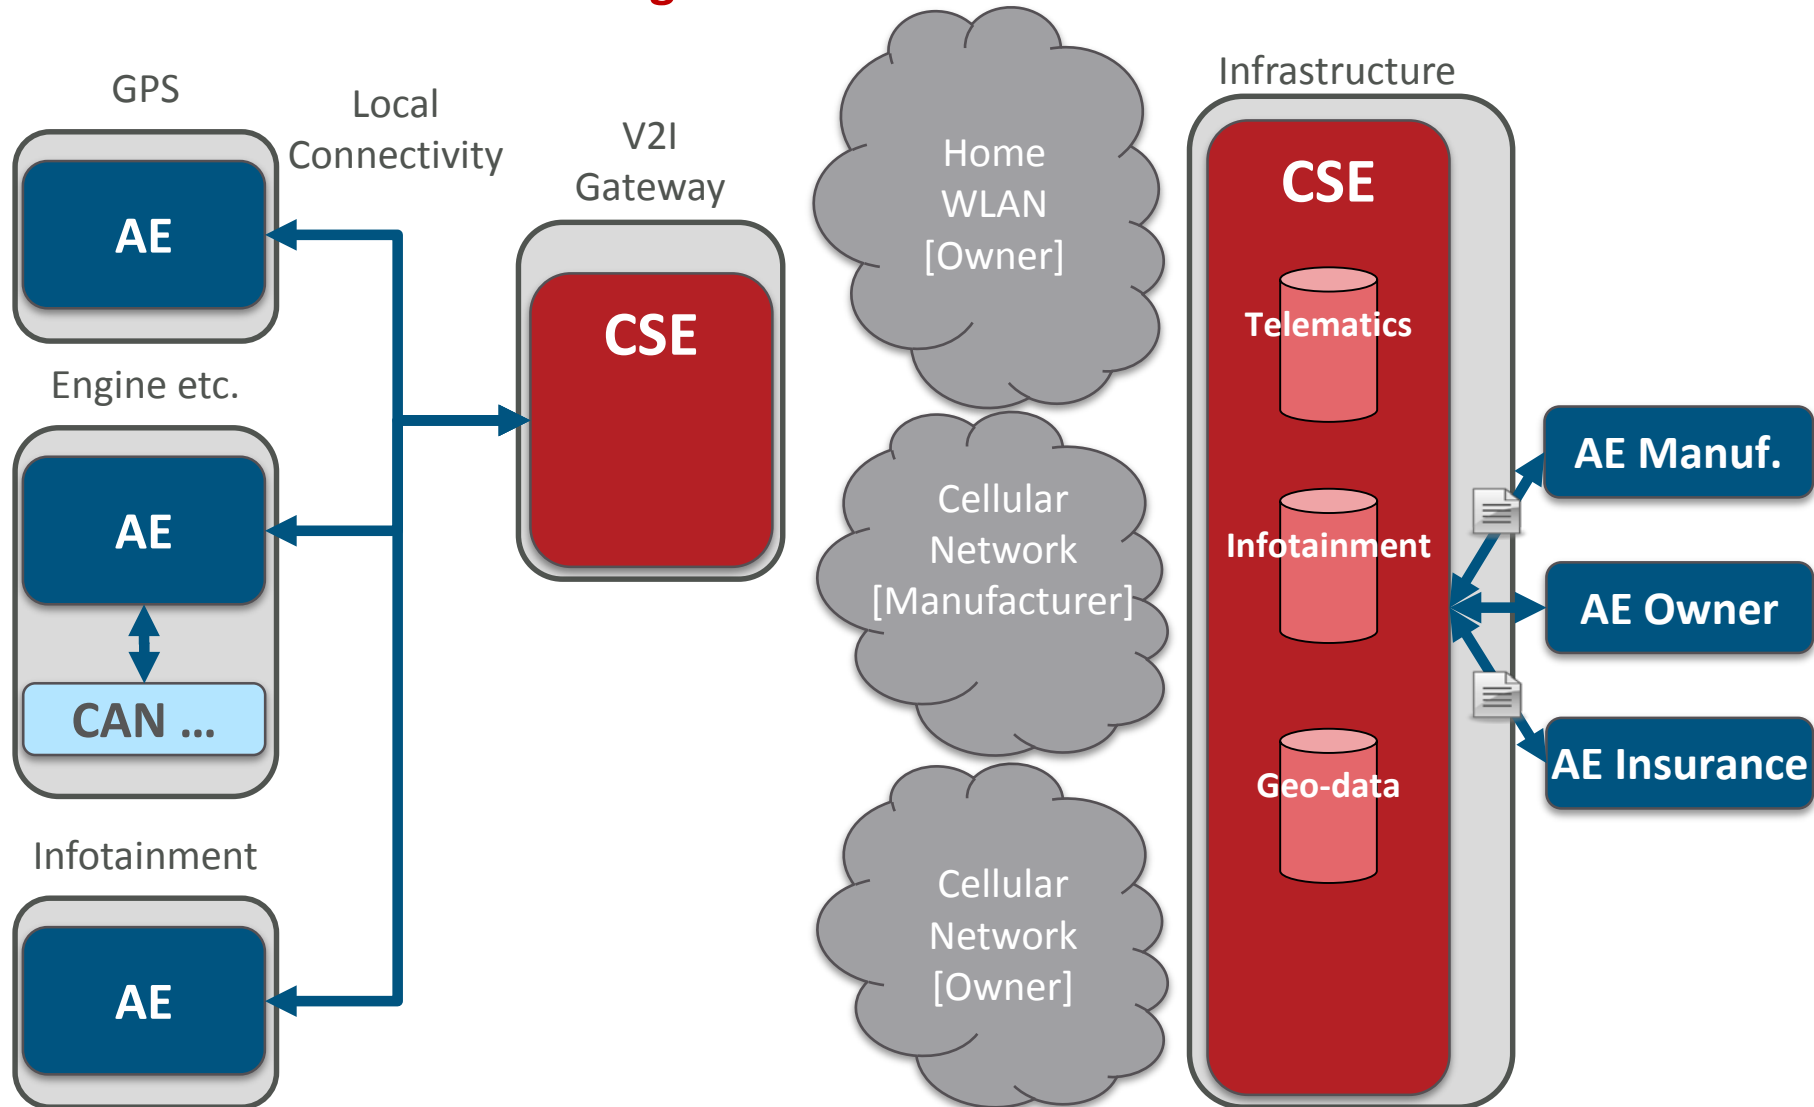 GPS
AE
Engine etc.
AE
CAN ...
Infotainment
AE
Local
Connectivity
V2I
Gateway
CSE
Home
WLAN
[Owner]
Cellular
Network
[Manufacturer]
Cellular
Network
[Owner]
Infrastructure
CSE
Telematics
Infotainment
Geo-data
AE Manuf.
AE Owner
AE Insurance